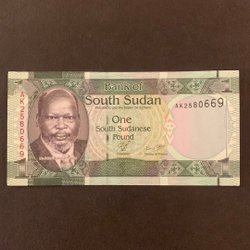 Bank of
South Sudan
AK2580669
AK2580669
One
South Sudanese
Pound